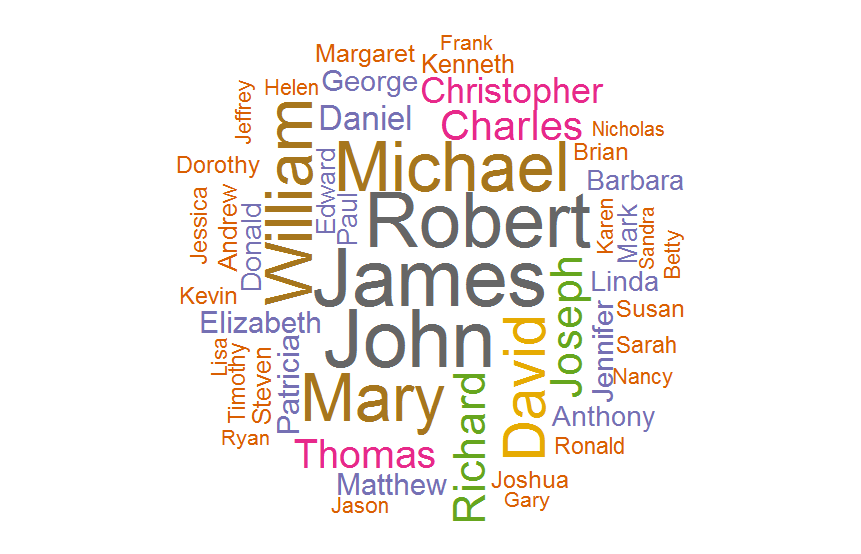 Frank
Margaret
Kenneth
George
Helen
Christopher
Jeffrey
Daniel
Charles
Nicholas
William
Michael
Brian
Dorothy
Edward
Barbara
Paul
Robert
Karen
Mark
Sandra
Betty
Jessica
Andrew
Donald
James
Linda
Kevin
Joseph
Susan
Elizabeth
John
David
Jennifer
Sarah
Lisa
Timothy
Steven
Patricia
Nancy
Mary
Richard
Anthony
Ryan
Ronald
Thomas
Matthew
Joshua
Jason
Gary